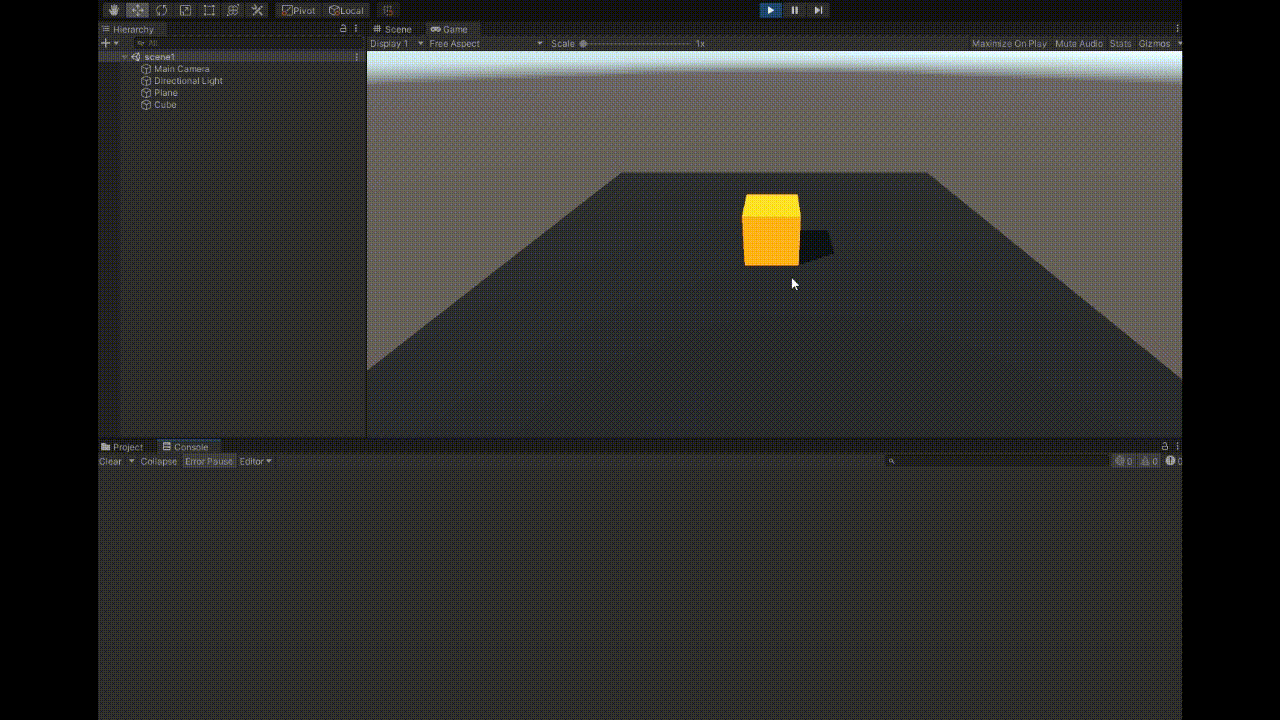 Pivot Local
Hierarchy
All
scene1
Main Camera
Directional Light
Plane
Cube
Scene Game
Display 1 Free Aspect Scale 1x Maximize On Play Mute Audio Stats Gizmos
Project Console
Clear Collapse Error Pause Editor 0 0 0